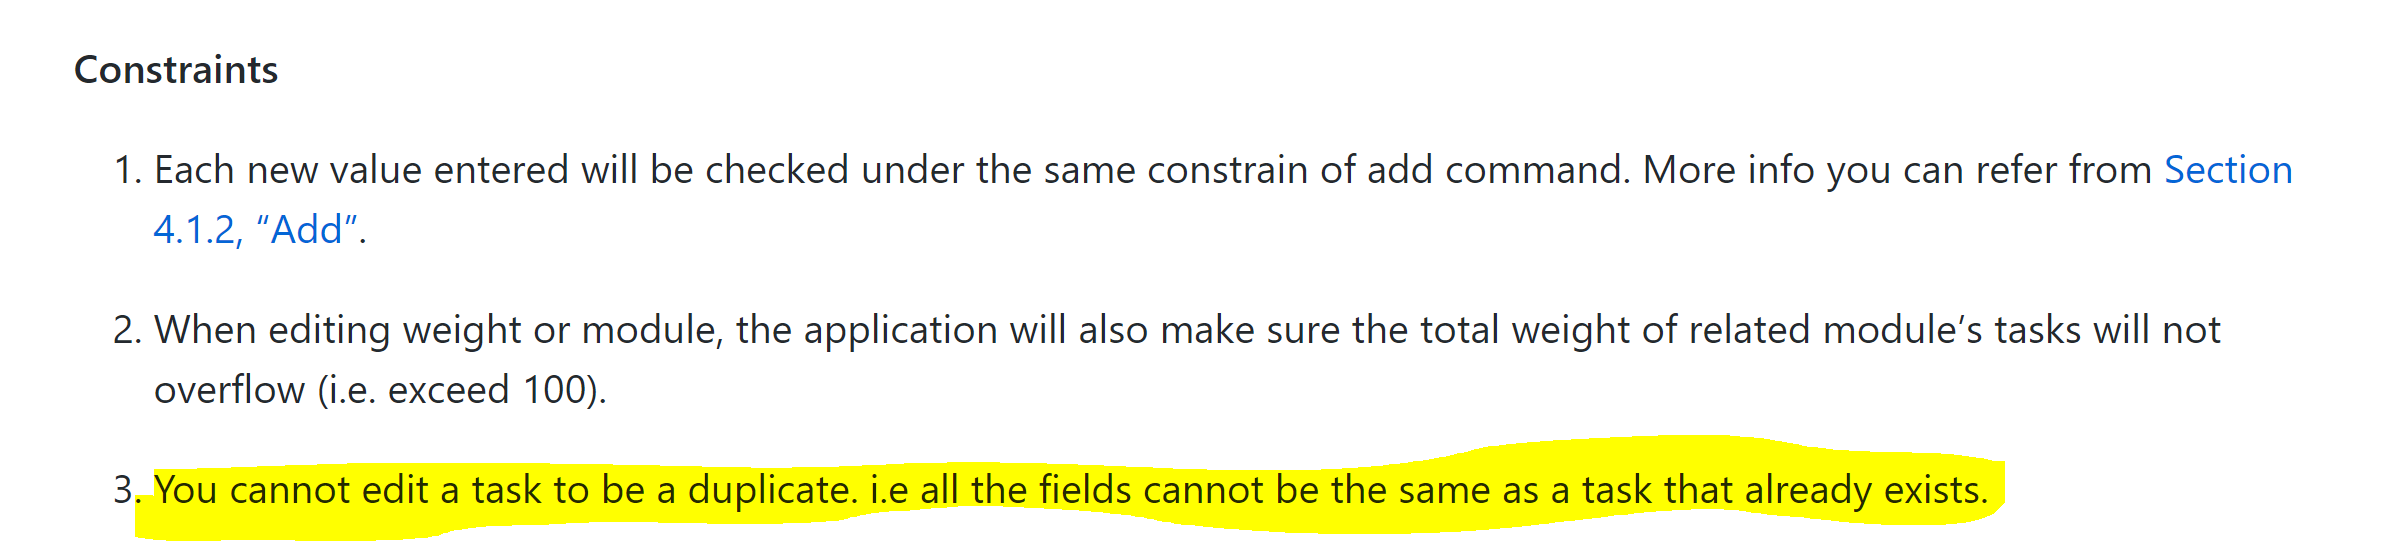 Constraints
1. Each new value entered will be checked under the same constrain of add command. More info you can refer from Section
4.1.2, “Add”.
2. When editing weight or module, the application will also make sure the total weight of related module’s tasks will not
overflow (i.e. exceed 100).
3. You cannot edit a task to be a duplicate. i.e all the fields cannot be the same as a task that already exists.